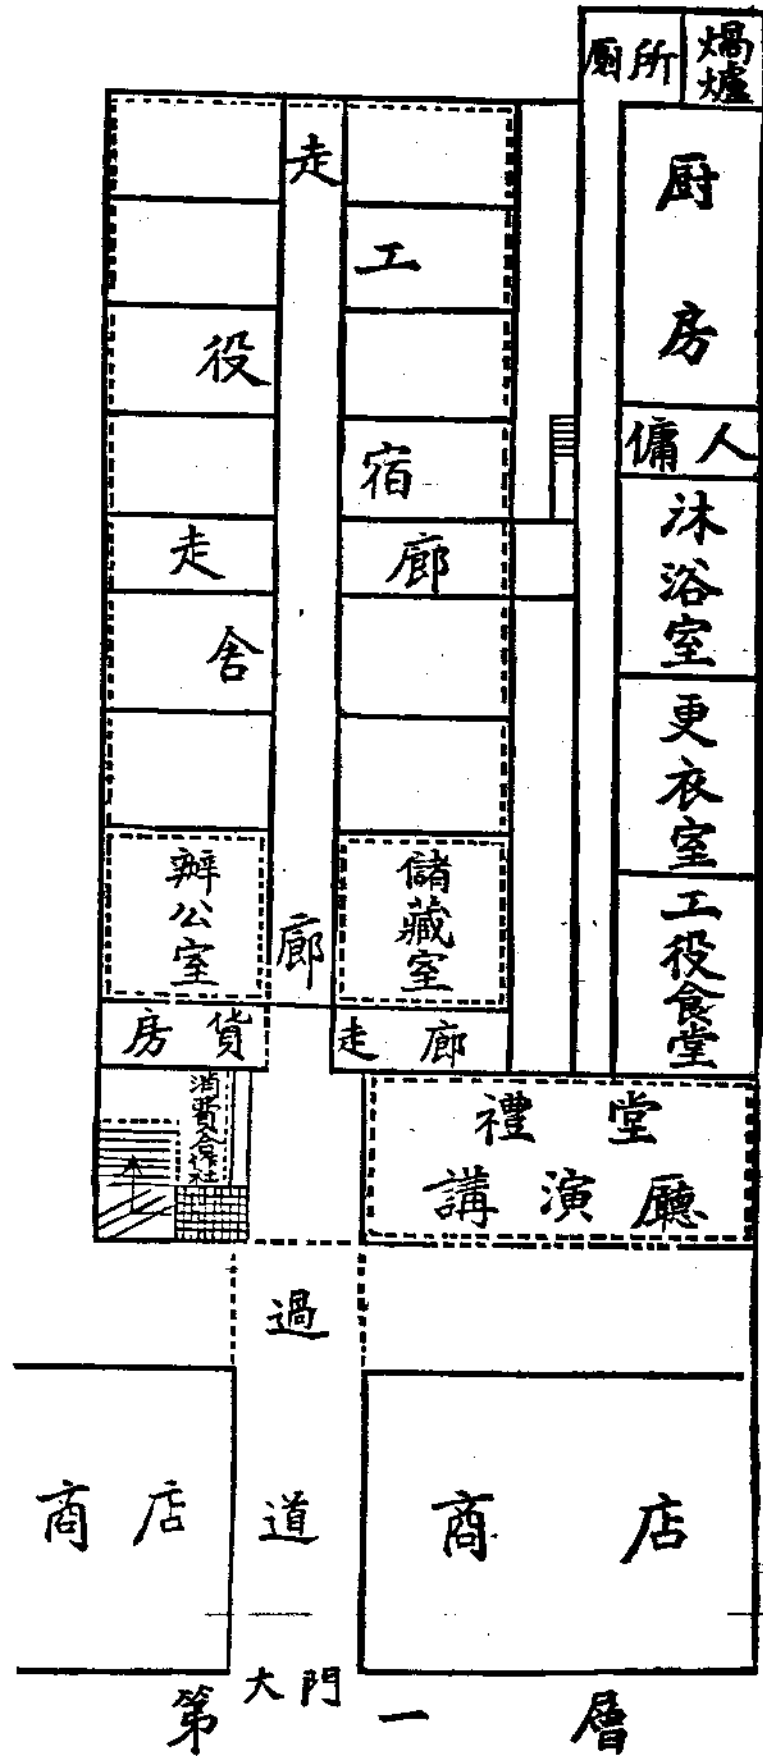 廁所
鍋爐
厨房
走廊
工役宿舍
走廊
傭人
沐浴室
更衣室
工役食堂
辦公室
儲藏室
房貨
走廊
消費合作社
禮堂
講演廳
過道
商店
商店
大門
第一層